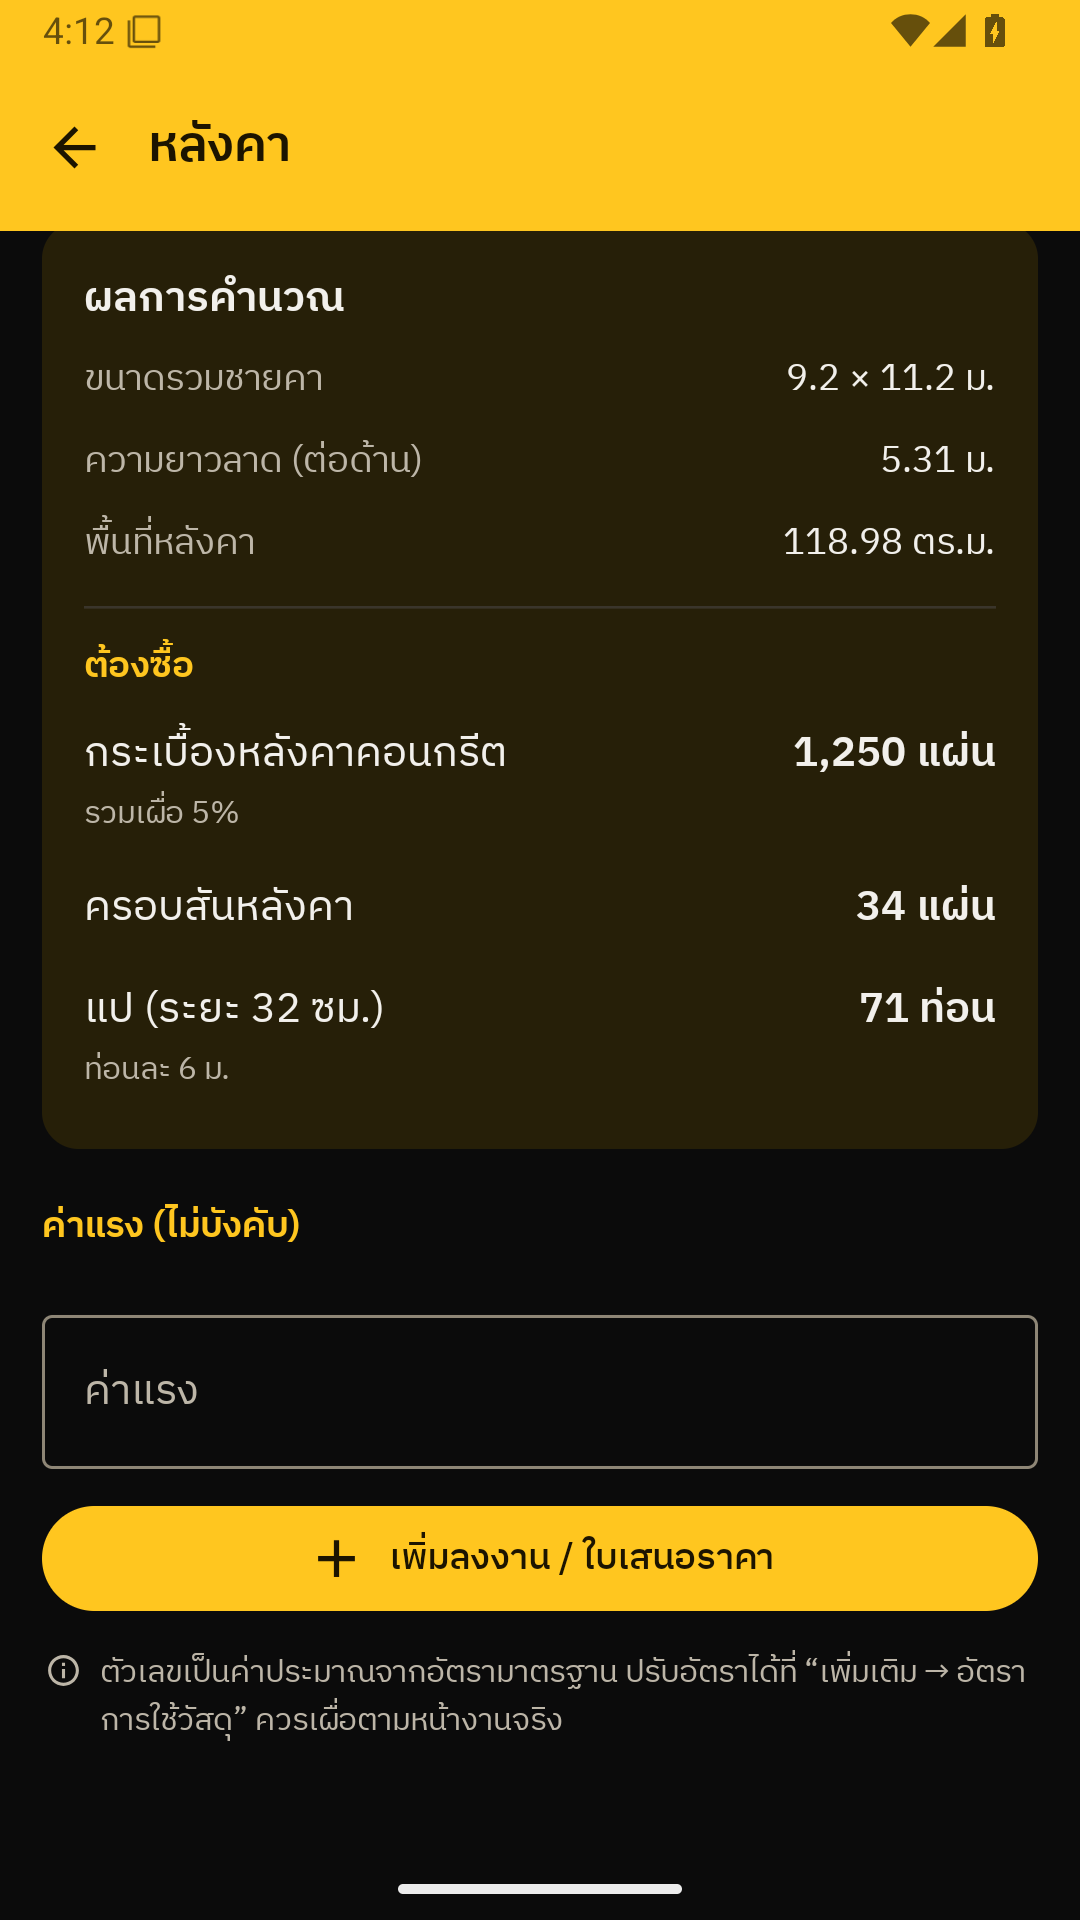 4:12
หลังคา
ผลการคำนวณ
ขนาดรวมชายคา 9.2 × 11.2 ม.
ความยาวลาด (ต่อด้าน) 5.31 ม.
พื้นที่หลังคา 118.98 ตร.ม.
ต้องซื้อ
กระเบื้องหลังคาคอนกรีต 1,250 แผ่น
รวมเผื่อ 5%
ครอบสันหลังคา 34 แผ่น
แป (ระยะ 32 ซม.) 71 ท่อน
ท่อนละ 6 ม.
ค่าแรง (ไม่บังคับ)
ค่าแรง
เพิ่มลงงาน / ใบเสนอราคา
ตัวเลขเป็นค่าประมาณจากอัตรามาตรฐาน ปรับอัตราได้ที่ “เพิ่มเติม → อัตรา
การใช้วัสดุ” ควรเผื่อตามหน้างานจริง